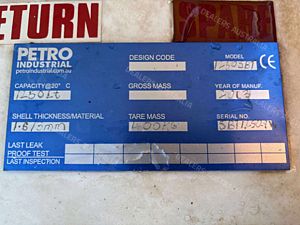 RETURN
PETRO
INDUSTRIAL
petroindustrial.com.au
DESIGN CODE
MODEL
CAPACITY@20° C
GROSS MASS
YEAR OF MANUF.
1250LT
SHELL THICKNESS/MATERIAL
TARE MASS
SERIAL NO.
LAST LEAK
PROOF TEST
LAST INSPECTION